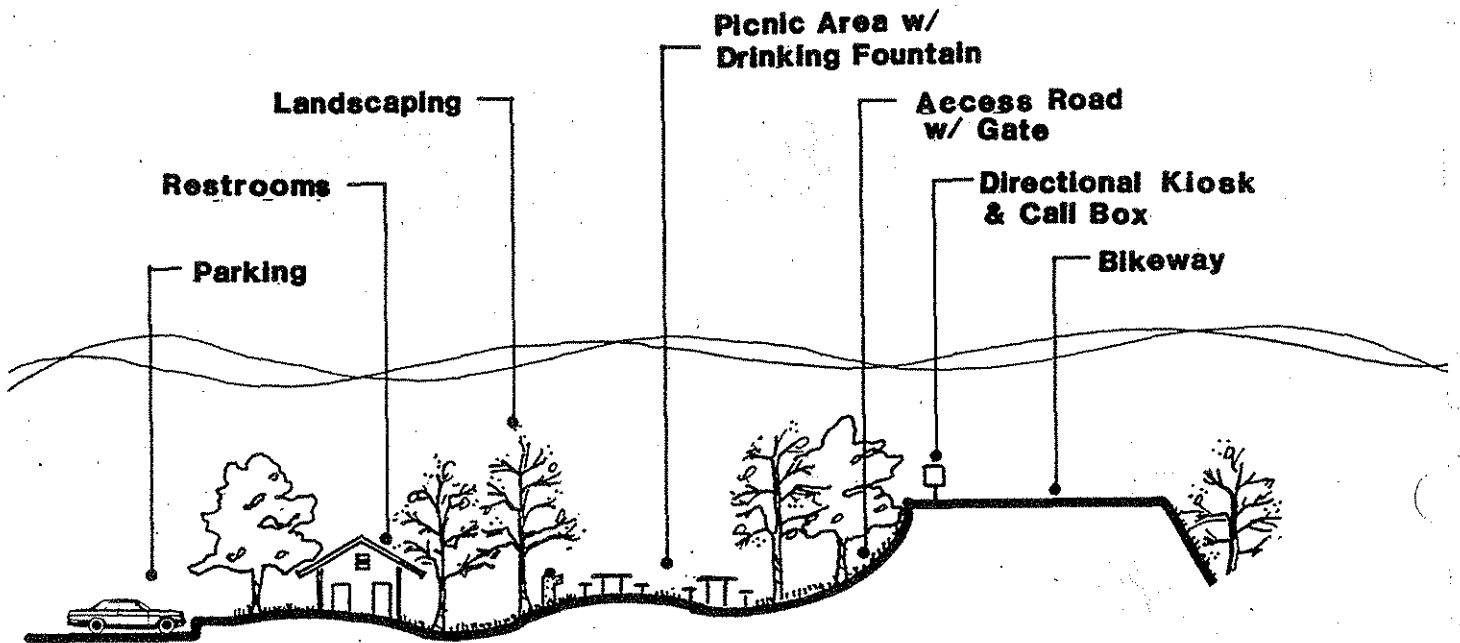 Picnic Area w/
Drinking Fountain
Landscaping
Access Road
w/ Gate
Restrooms
Directional Kiosk
& Call Box
Parking
Bikeway